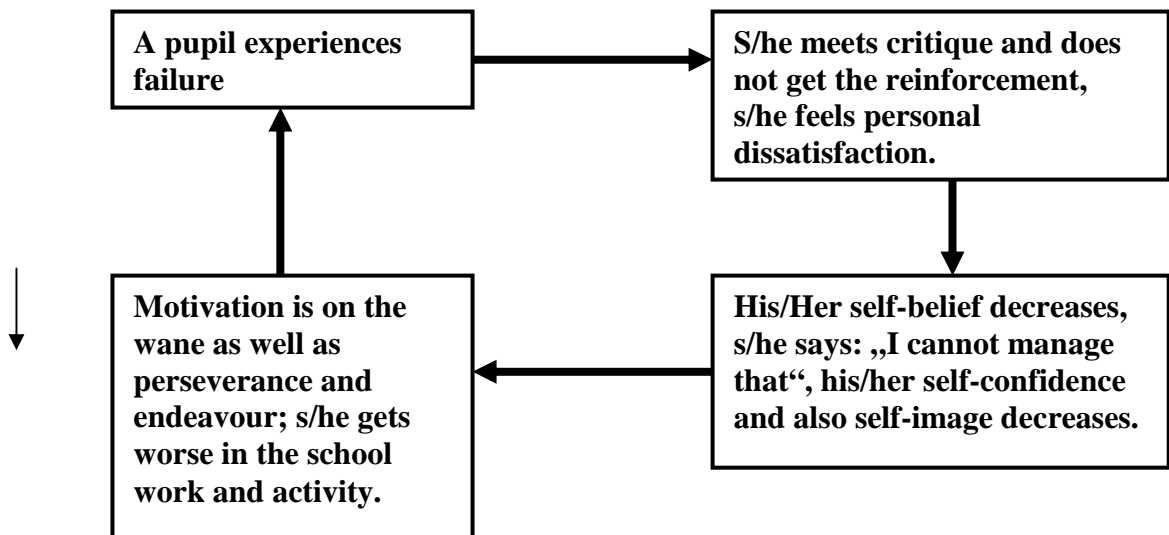 A pupil experiences
failure
S/he meets critique and does
not get the reinforcement,
s/he feels personal
dissatisfaction.
His/Her self-belief decreases,
s/he says: „I cannot manage
that“, his/her self-confidence
and also self-image decreases.
Motivation is on the
wane as well as
perseverance and
endeavour; s/he gets
worse in the school
work and activity.